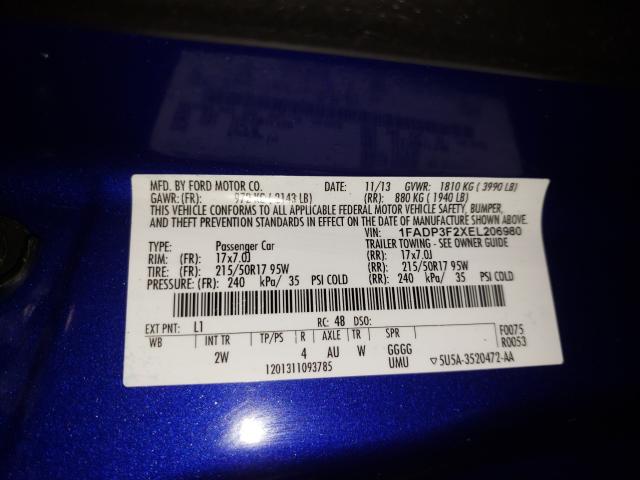 MFD. BY FORD MOTOR CO. DATE: 11/13 GVWR: 1810 KG ( 3990 LB)
GAWR: (FR): 972 KG ( 2143 LB) (RR): 880 KG ( 1940 LB)
THIS VEHICLE CONFORMS TO ALL APPLICABLE FEDERAL MOTOR VEHICLE SAFETY, BUMPER,
AND THEFT PREVENTION STANDARDS IN EFFECT ON THE DATE OF MANUFACTURE SHOWN ABOVE.
VIN: 1FADP3F2XEL206980
TYPE: Passenger Car TRAILER TOWING - SEE OWNER GUIDE
RIM: (FR): 17x7.0J (RR): 17x7.0J
TIRE: (FR): 215/50R17 95W (RR): 215/50R17 95W
PRESSURE: (FR): 240 kPa/ 35 PSI COLD (RR): 240 kPa/ 35 PSI COLD
EXT PNT: L1 RC: 48 DSO:
WB INT TR TP/PS R AXLE TR SPR F0075
2W 4 AU W GGGG R0053
UMU ▽5U5A-3520472-AA
1201311093785